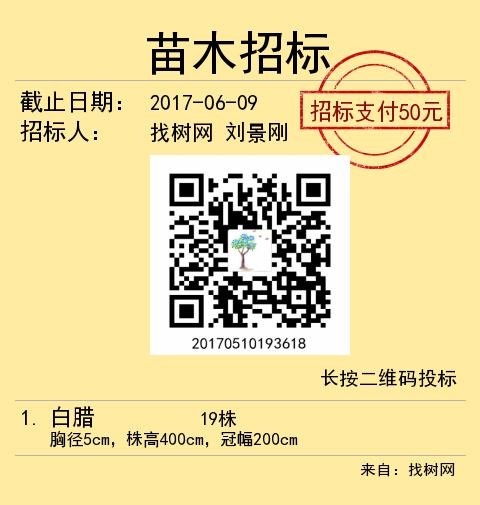 苗木招标
截止日期： 2017-06-09
招标支付50元
招标人： 找树网 刘景刚
20170510193618
长按二维码投标
1. 白腊 19株
胸径5cm，株高400cm，冠幅200cm
来自：找树网